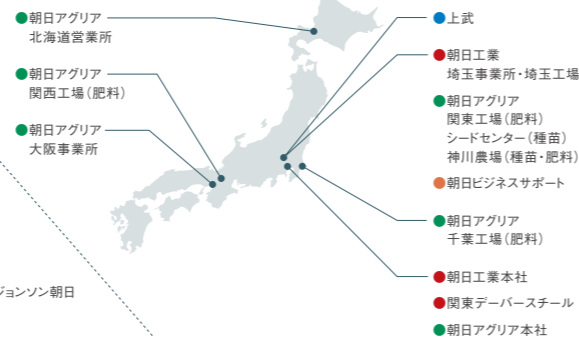 朝日アグリア
北海道営業所
朝日アグリア
関西工場（肥料）
朝日アグリア
大阪事業所
ジョンソン朝日
上武
朝日工業
埼玉事業所・埼玉工場
朝日アグリア
関東工場（肥料）
シードセンター（種苗）
神川農場（種苗・肥料）
朝日ビジネスサポート
朝日アグリア
千葉工場（肥料）
朝日工業本社
関東デーバースチール
朝日アグリア本社